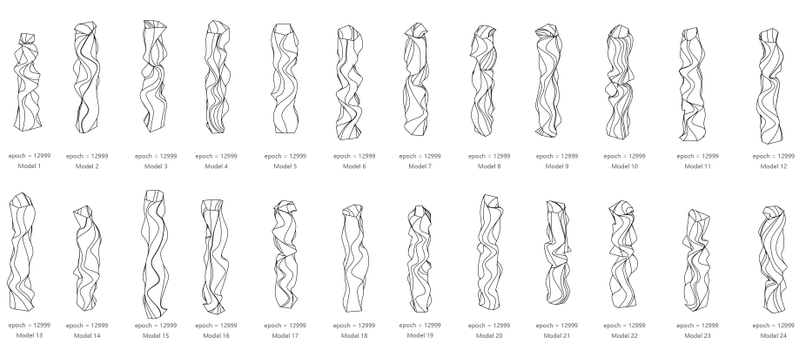 epoch = 12999 epoch = 12999 epoch = 12999 epoch = 12999 epoch = 12999 epoch = 12999 epoch = 12999 epoch = 12999 epoch = 12999 epoch = 12999 epoch = 12999 epoch = 12999
Model 1 Model 2 Model 3 Model 4 Model 5 Model 6 Model 7 Model 8 Model 9 Model 10 Model 11 Model 12
epoch = 12999 epoch = 12999 epoch = 12999 epoch = 12999 epoch = 12999 epoch = 12999 epoch = 12999 epoch = 12999 epoch = 12999 epoch = 12999 epoch = 12999 epoch = 12999
Model 13 Model 14 Model 15 Model 16 Model 17 Model 18 Model 19 Model 20 Model 21 Model 22 Model 23 Model 24